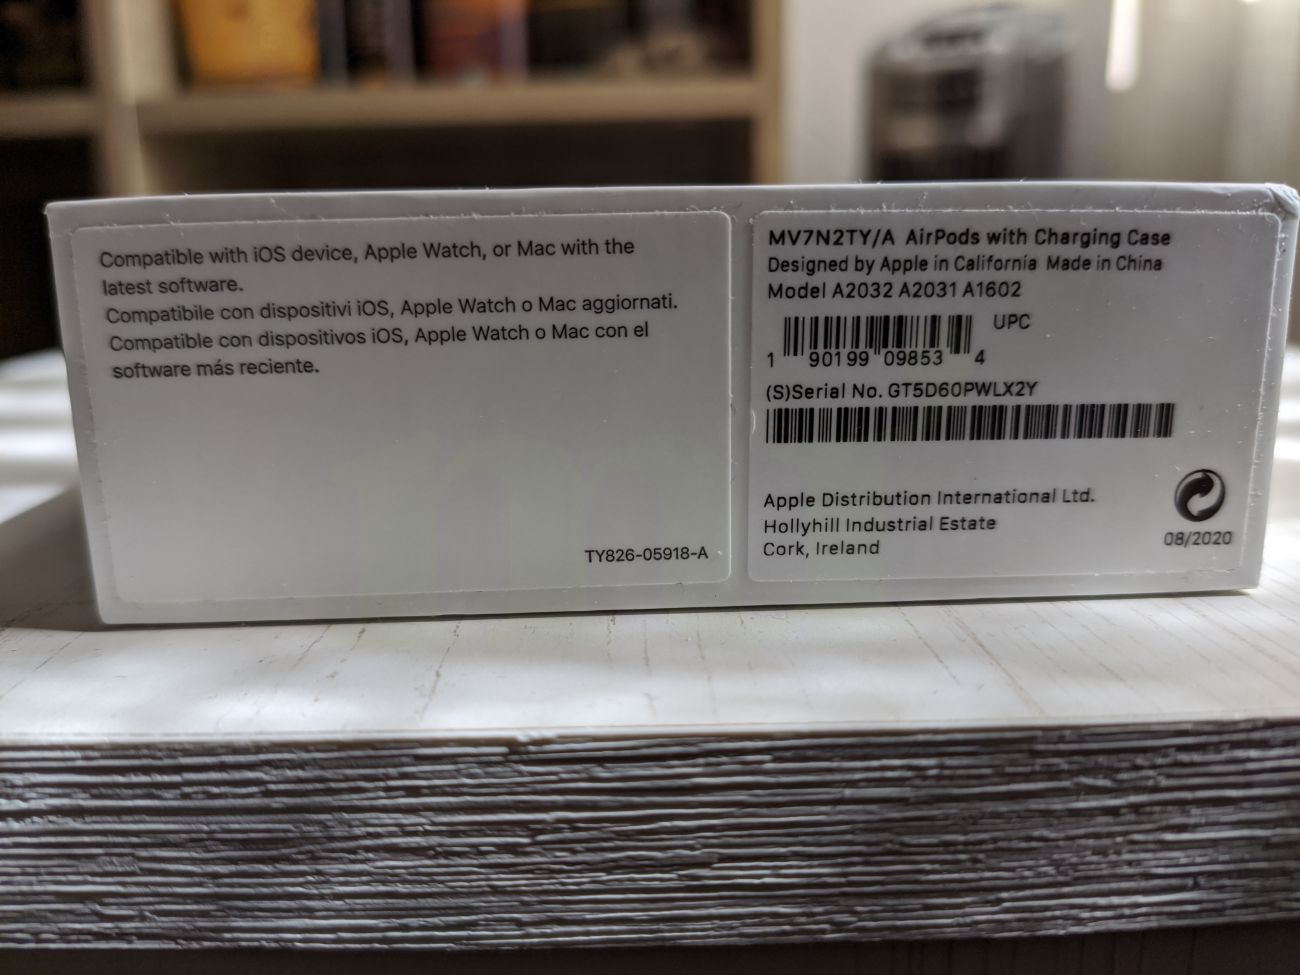 Compatible with iOS device, Apple Watch, or Mac with the
latest software.
Compatibile con dispositivi iOS, Apple Watch o Mac aggiornati.
Compatible con dispositivos iOS, Apple Watch o Mac con el
software más reciente.
TY826-05918-A
MV7N2TY/A AirPods with Charging Case
Designed by Apple in California Made in China
Model A2032 A2031 A1602
UPC
1 90199 09853 4
(S)Serial No. GT5D60PWLX2Y
Apple Distribution International Ltd.
Hollyhill Industrial Estate
Cork, Ireland
08/2020